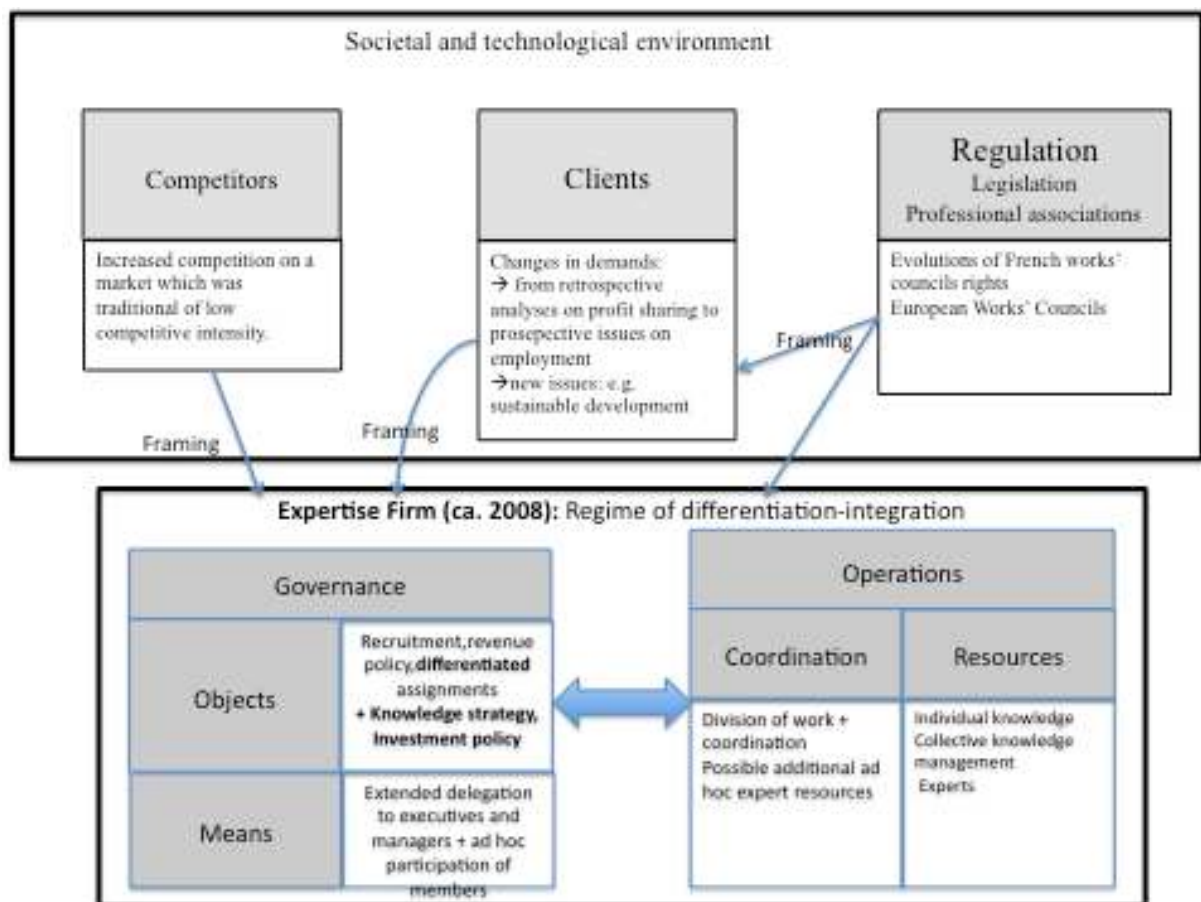 Societal and technological environment
Competitors
Increased competition on a
market which was
traditional of low
competitive intensity.
Clients
Changes in demands:
→ from retrospective
analyses on profit sharing to
prosepective issues on
employment
→new issues: e.g.
sustainable development
Regulation
Legislation
Professional associations
Evolutions of French works'
councils rights
European Works' Councils
Framing
Framing
Framing
Expertise Firm (ca. 2008): Regime of differentiation-integration
Governance
Objects
Recruitment,revenue
policy,differentiated
assignments
+ Knowledge strategy,
Investment policy
Means
Extended delegation
to executives and
managers + ad hoc
participation of
members
Operations
Coordination
Resources
Division of work +
coordination
Possible additional ad
hoc expert resources
Individual knowledge
Collective knowledge
management
Experts